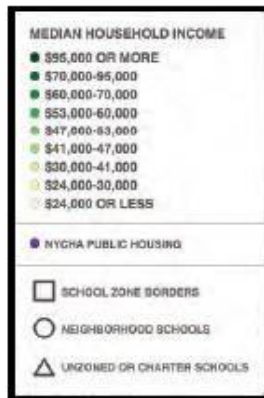 MEDIAN HOUSEHOLD INCOME
$95,000 OR MORE
$70,000-95,000
$60,000-70,000
$53,000-60,000
$47,000-53,000
$41,000-47,000
$30,000-41,000
$24,000-30,000
$24,000 OR LESS
NYCHA PUBLIC HOUSING
SCHOOL ZONE BORDERS
NEIGHBORHOOD SCHOOLS
UNZONED OR CHARTER SCHOOLS